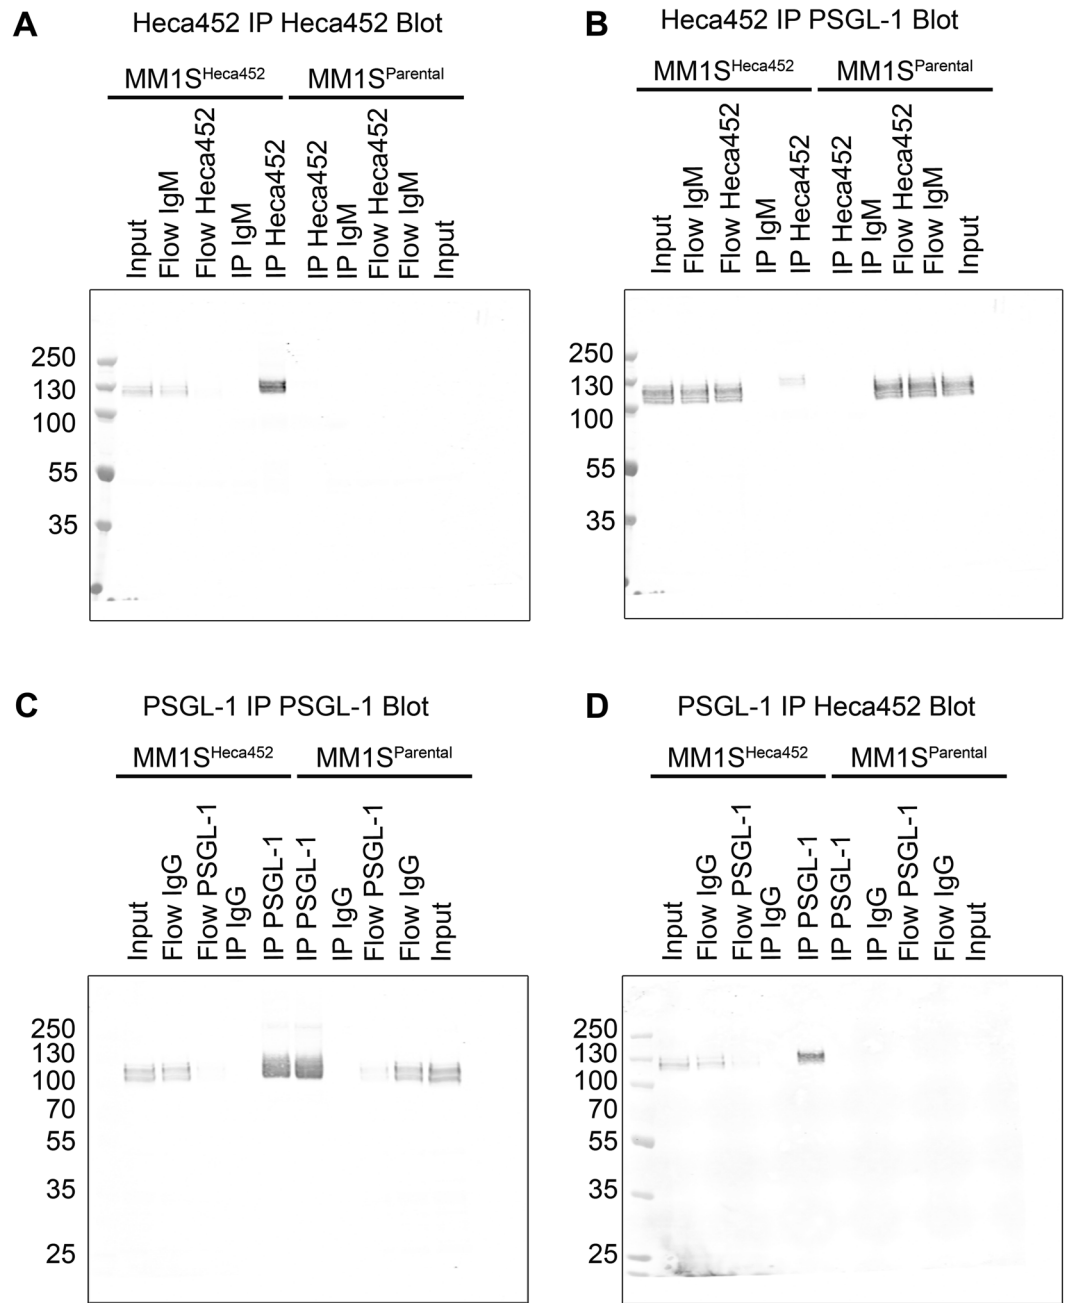 A
Heca452 IP Heca452 Blot
MM1SHeca452 MM1SParental
Input
Flow IgM
Flow Heca452
IP IgM
IP Heca452
IP Heca452
IP IgM
Flow Heca452
Flow IgM
Input
250
130
100
55
35
B
Heca452 IP PSGL-1 Blot
MM1SHeca452 MM1SParental
Input
Flow IgM
Flow Heca452
IP IgM
IP Heca452
IP Heca452
IP IgM
Flow Heca452
Flow IgM
Input
250
130
100
55
35
C
PSGL-1 IP PSGL-1 Blot
MM1SHeca452 MM1SParental
Input
Flow IgG
Flow PSGL-1
IP IgG
IP PSGL-1
IP PSGL-1
IP IgG
Flow PSGL-1
Flow IgG
Input
250
130
100
70
55
35
25
D
PSGL-1 IP Heca452 Blot
MM1SHeca452 MM1SParental
Input
Flow IgG
Flow PSGL-1
IP IgG
IP PSGL-1
IP PSGL-1
IP IgG
Flow PSGL-1
Flow IgG
Input
250
130
100
70
55
35
25